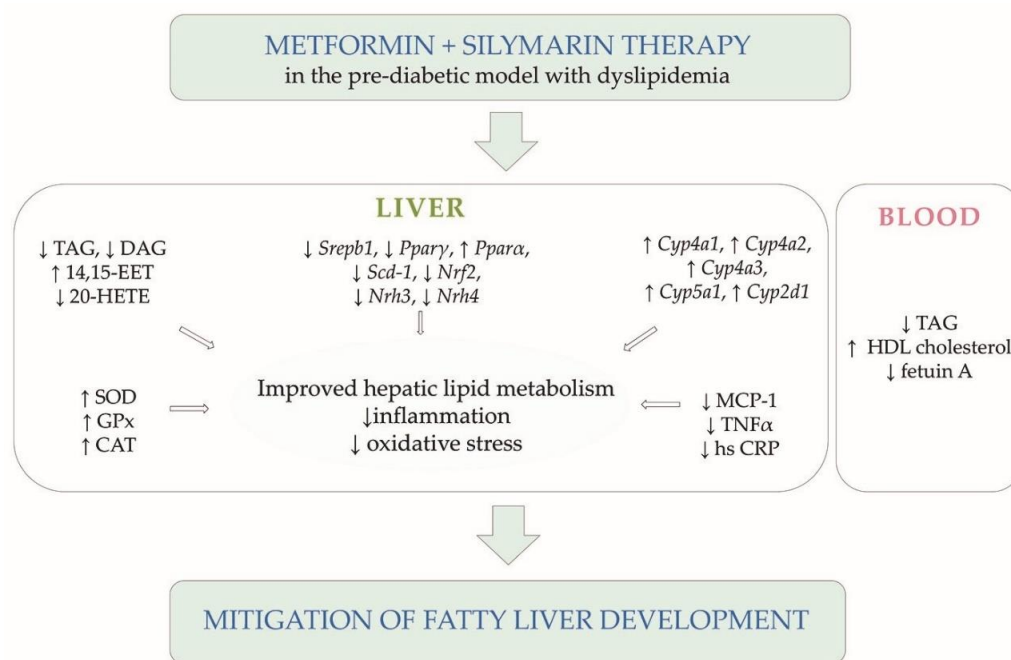 METFORMIN + SILYMARIN THERAPY
in the pre-diabetic model with dyslipidemia
LIVER
↓ TAG, ↓ DAG
↑ 14,15-EET
↓ 20-HETE
↓ Srepb1, ↓ Pparγ, ↑ Pparα,
↓ Scd-1, ↓ Nrf2,
↓ Nrh3, ↓ Nrh4
↑ Cyp4a1, ↑ Cyp4a2,
↑ Cyp4a3,
↑ Cyp5a1, ↑ Cyp2d1
↑ SOD
↑ GPx
↑ CAT
Improved hepatic lipid metabolism
↓inflammation
↓ oxidative stress
↓ MCP-1
↓ TNFα
↓ hs CRP
BLOOD
↓ TAG
↑ HDL cholesterol
↓ fetuin A
MITIGATION OF FATTY LIVER DEVELOPMENT